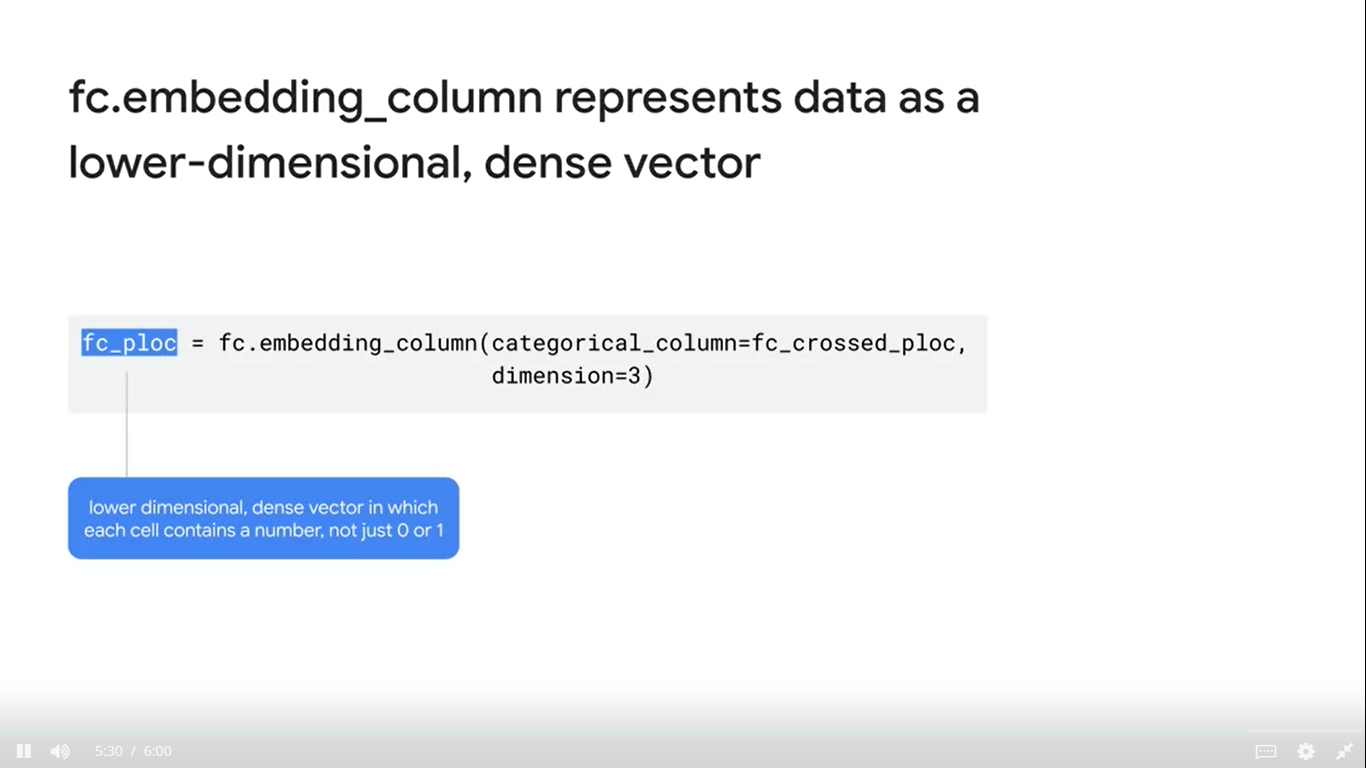 fc.embedding_column represents data as a
lower-dimensional, dense vector
fc_ploc = fc.embedding_column(categorical_column=fc_crossed_ploc,
dimension=3)
lower dimensional, dense vector in which
each cell contains a number, not just 0 or 1
5:30 / 6:00